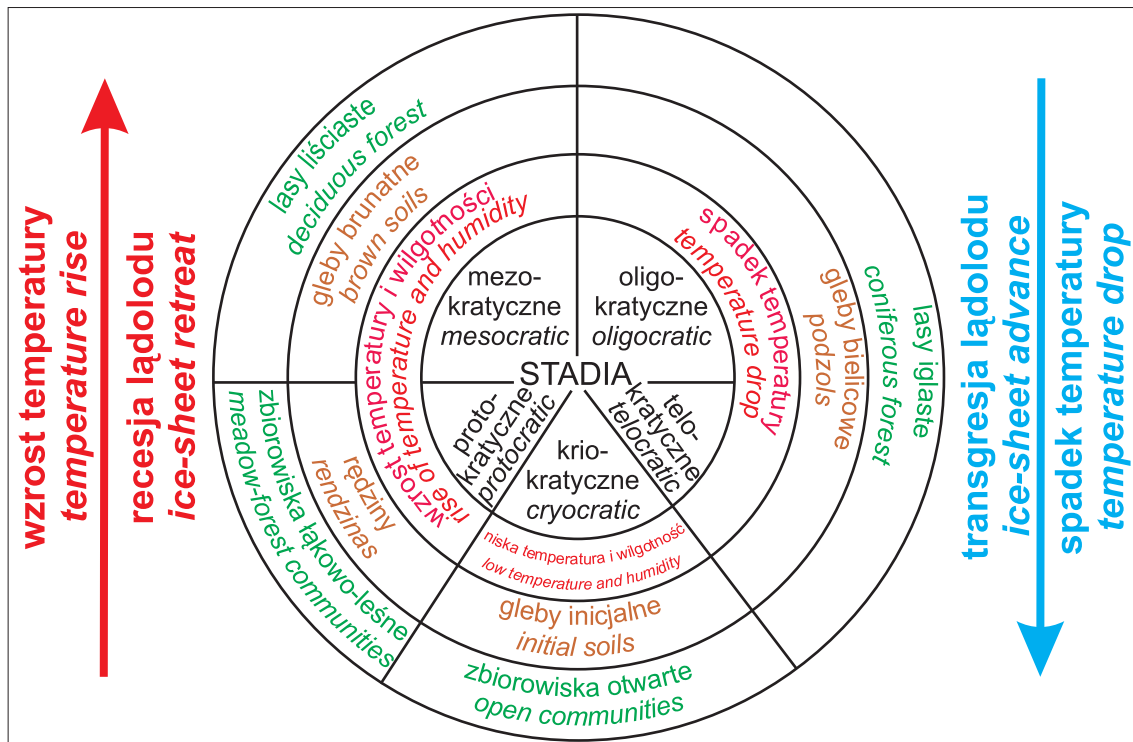 wzrost temperatury
temperature rise
recesja lądolodu
ice-sheet retreat
lasy liściaste
deciduous forest
gleby brunatne
brown soils
wzrost temperatury i wilgotności
rise of temperature and humidity
mezo-
kratyczne
mesocratic
oligo-
kratyczne
oligocratic
STADIA
proto-
kratyczne
protocratic
krio-
kratyczne
cryocratic
telo-
kratyczne
telocratic
spadek temperatury
temperature drop
gleby bielicowe
podzols
lasy iglaste
coniferous forest
zbiorowiska łąkowo-leśne
meadow-forest communities
rędziny
rendzinas
niska temperatura i wilgotność
low temperature and humidity
gleby inicjalne
initial soils
zbiorowiska otwarte
open communities
transgresja lądolodu
ice-sheet advance
spadek temperatury
temperature drop